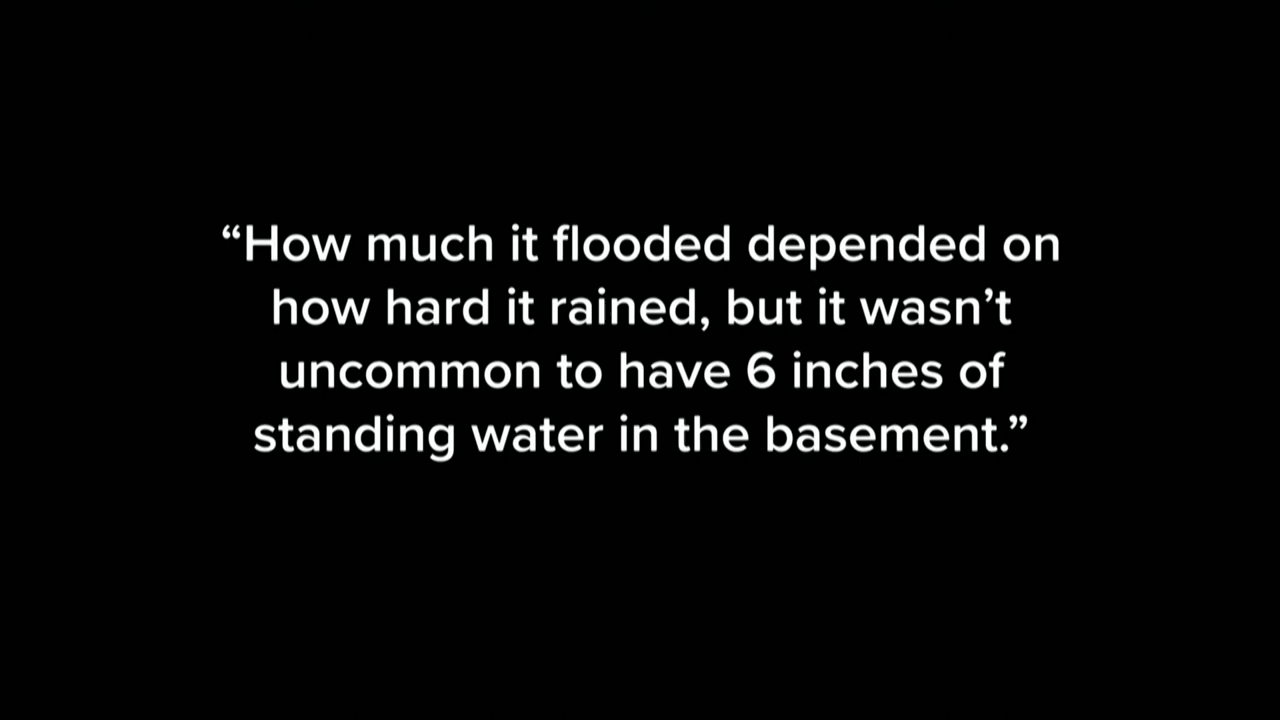 “How much it flooded depended on
how hard it rained, but it wasn’t
uncommon to have 6 inches of
standing water in the basement.”